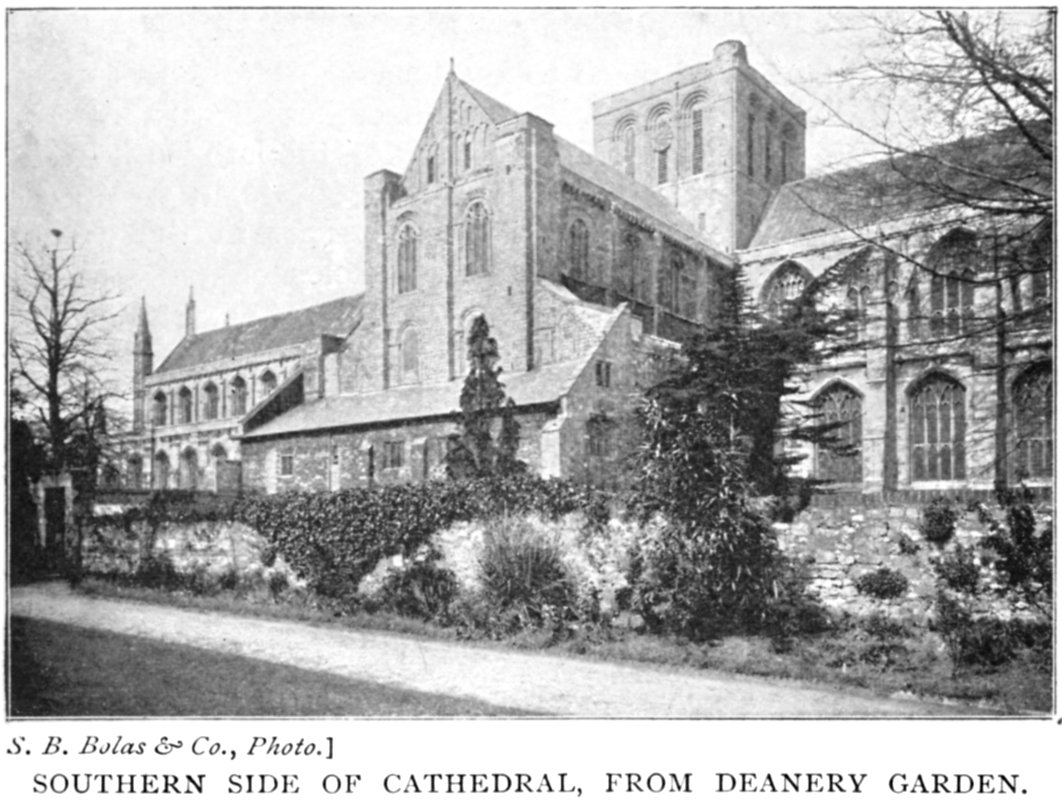 S. B. Bolas & Co., Photo.]
SOUTHERN SIDE OF CATHEDRAL, FROM DEANERY GARDEN.